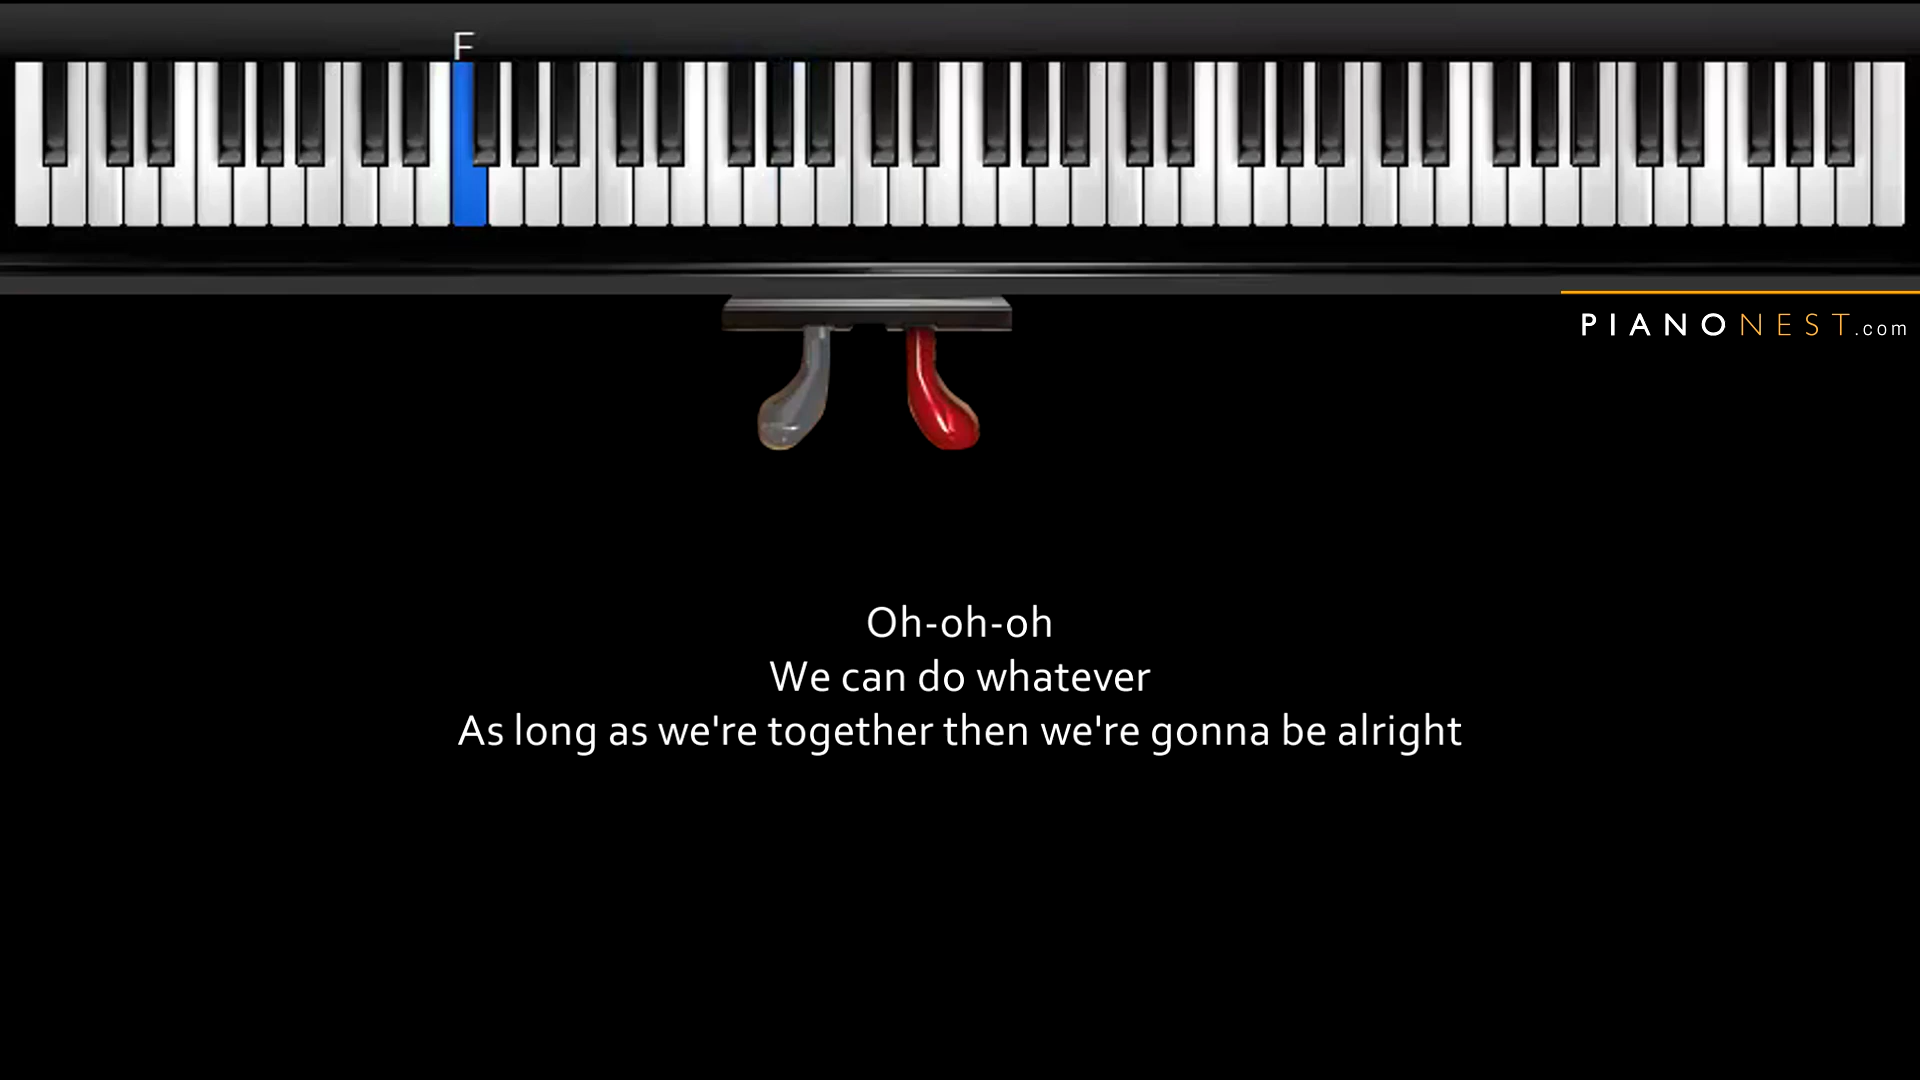 F
PIANONEST.com
Oh-oh-oh
We can do whatever
As long as we're together then we're gonna be alright